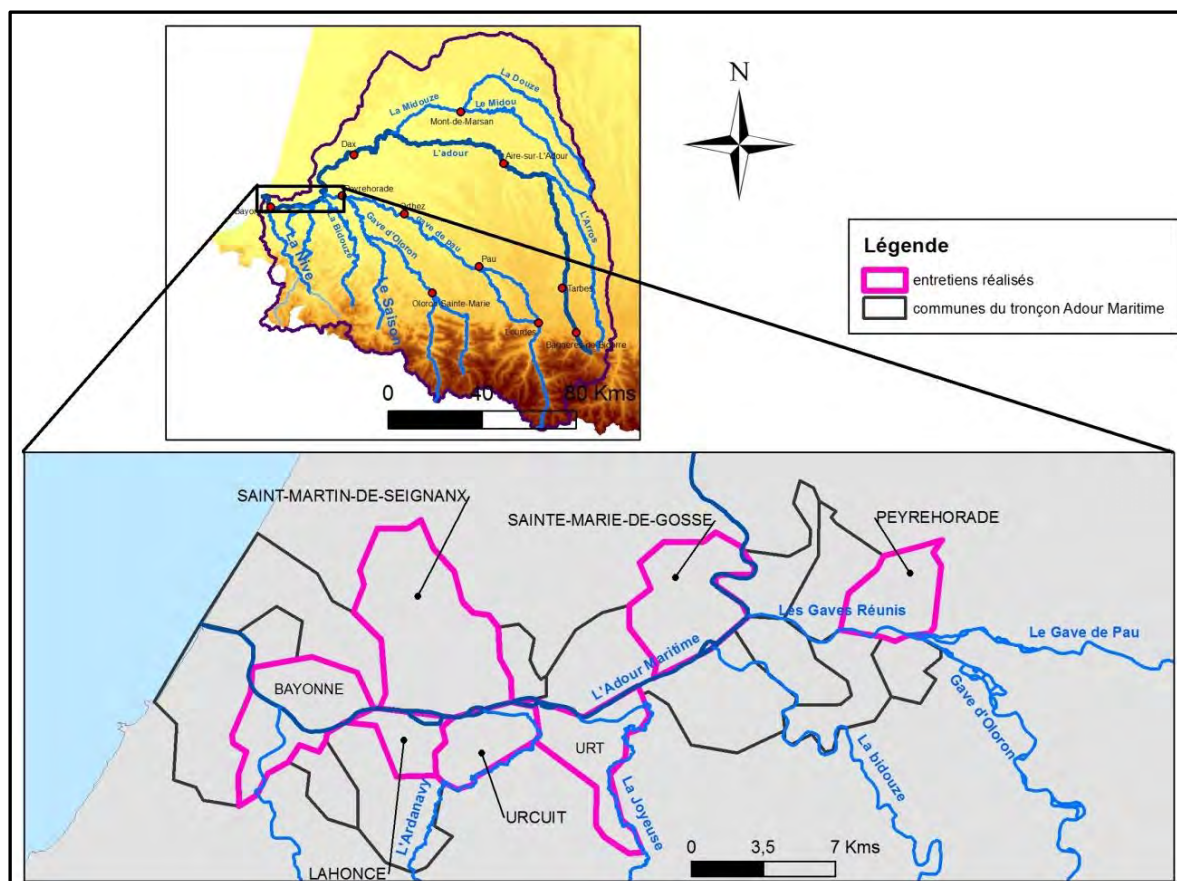 N
La Douze
La Midouze
Le Midou
Mont-de-Marsan
Dax
L'adour
Aire-sur-L'Adour
Peyrehorade
Orthez
La Nive
La Bidouze
Gave d'Oloron
gave de pau
L'Arros
Pau
Le Saison
Oloron Sainte-Marie
Tarbes
Lourdes
0 40 80 Kms
Légende
entretiens réalisés
communes du tronçon Adour Maritime
SAINT-MARTIN-DE-SEIGNANX
SAINTE-MARIE-DE-GOSSE
PEYREHORADE
Les Gaves Réunis
Le Gave de Pau
L'Adour Maritime
BAYONNE
Gave d'Oloron
URT
La bidouze
La Joyeuse
L'Ardanavy
URCUIT
LAHONCE
0 3,5 7 Kms